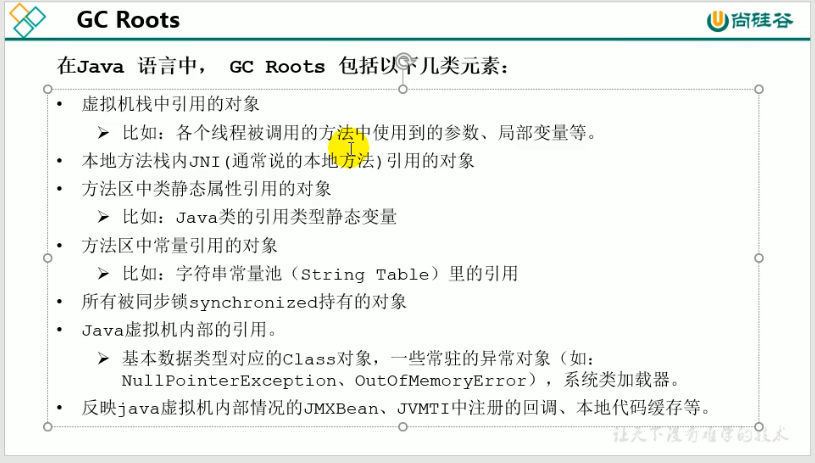 GC Roots
尚硅谷
在Java 语言中， GC Roots 包括以下几类元素：
• 虚拟机栈中引用的对象
➢ 比如：各个线程被调用的方法中使用到的参数、局部变量等。
• 本地方法栈内JNI(通常说的本地方法)引用的对象
• 方法区中类静态属性引用的对象
➢ 比如：Java类的引用类型静态变量
• 方法区中常量引用的对象
➢ 比如：字符串常量池（String Table）里的引用
• 所有被同步锁synchronized持有的对象
• Java虚拟机内部的引用。
➢ 基本数据类型对应的Class对象，一些常驻的异常对象（如：
NullPointerException、OutOfMemoryError），系统类加载器。
• 反映java虚拟机内部情况的JMXBean、JVMTI中注册的回调、本地代码缓存等。
让天下没有难学的技术